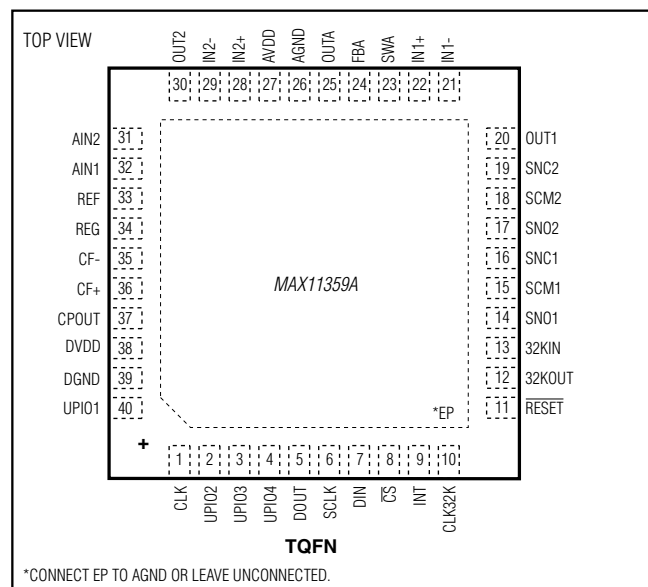 TOP VIEW
OUT2
IN2-
IN2+
AVDD
AGND
OUTA
FBA
SWA
IN1+
IN1-
30 29 28 27 26 25 24 23 22 21
AIN2 31
AIN1 32
REF 33
REG 34
CF- 35
CF+ 36
CPOUT 37
DVDD 38
DGND 39
UPIO1 40
MAX11359A
20 OUT1
19 SNC2
18 SCM2
17 SNO2
16 SNC1
15 SCM1
14 SNO1
13 32KIN
12 32KOUT
11 RESET
*EP
+
1 2 3 4 5 6 7 8 9 10
CLK
UPIO2
UPIO3
UPIO4
DOUT
SCLK
DIN
CS
INT
CLK32K
TQFN
*CONNECT EP TO AGND OR LEAVE UNCONNECTED.